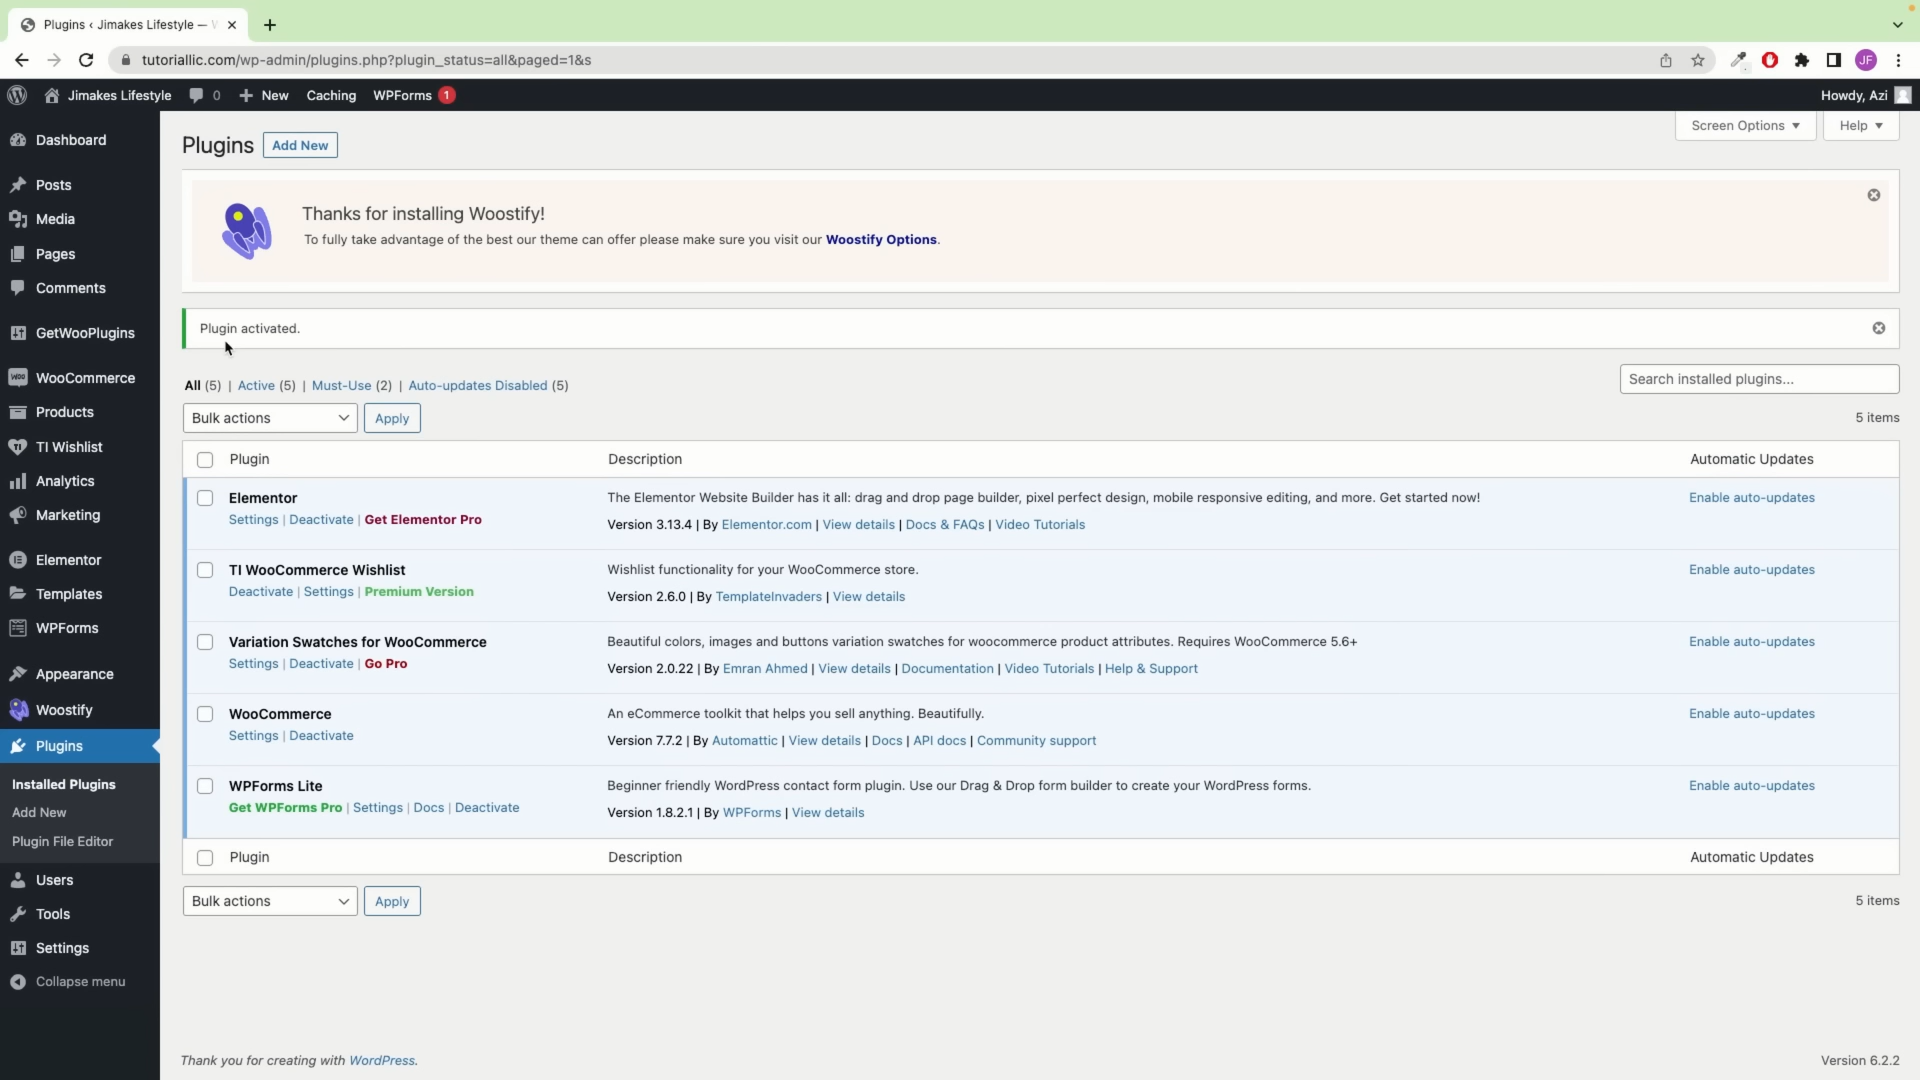 Plugins ‹ Jimakes Lifestyle —
tutoriallic.com/wp-admin/plugins.php?plugin_status=all&paged=1&s
JF
Jimakes Lifestyle
0
New
Caching
WPForms 1
Howdy, Azi
Dashboard
Posts
Media
Pages
Comments
GetWooPlugins
WooCommerce
Products
TI Wishlist
Analytics
Marketing
Elementor
Templates
WPForms
Appearance
Woostify
Plugins
Installed Plugins
Add New
Plugin File Editor
Users
Tools
Settings
Collapse menu
Plugins
Add New
Screen Options
Help
Thanks for installing Woostify!
To fully take advantage of the best our theme can offer please make sure you visit our Woostify Options.
Plugin activated.
All (5) | Active (5) | Must-Use (2) | Auto-updates Disabled (5)
Search installed plugins...
Bulk actions
Apply
5 items
Plugin Description Automatic Updates
Elementor
Settings | Deactivate | Get Elementor Pro
The Elementor Website Builder has it all: drag and drop page builder, pixel perfect design, mobile responsive editing, and more. Get started now!
Version 3.13.4 | By Elementor.com | View details | Docs & FAQs | Video Tutorials
Enable auto-updates
TI WooCommerce Wishlist
Deactivate | Settings | Premium Version
Wishlist functionality for your WooCommerce store.
Version 2.6.0 | By TemplateInvaders | View details
Enable auto-updates
Variation Swatches for WooCommerce
Settings | Deactivate | Go Pro
Beautiful colors, images and buttons variation swatches for woocommerce product attributes. Requires WooCommerce 5.6+
Version 2.0.22 | By Emran Ahmed | View details | Documentation | Video Tutorials | Help & Support
Enable auto-updates
WooCommerce
Settings | Deactivate
An eCommerce toolkit that helps you sell anything. Beautifully.
Version 7.7.2 | By Automattic | View details | Docs | API docs | Community support
Enable auto-updates
WPForms Lite
Get WPForms Pro | Settings | Docs | Deactivate
Beginner friendly WordPress contact form plugin. Use our Drag & Drop form builder to create your WordPress forms.
Version 1.8.2.1 | By WPForms | View details
Enable auto-updates
Plugin Description Automatic Updates
Bulk actions
Apply
5 items
Thank you for creating with WordPress.
Version 6.2.2